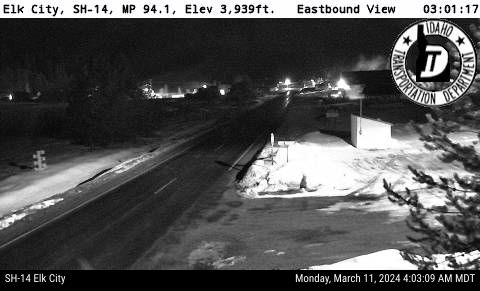 Elk City, SH-14, MP 94.1, Elev 3,939ft. Eastbound View 03:01:17
IDAHO
TRANSPORTATION DEPARTMENT
SH-14 Elk City Monday, March 11, 2024 4:03:09 AM MDT